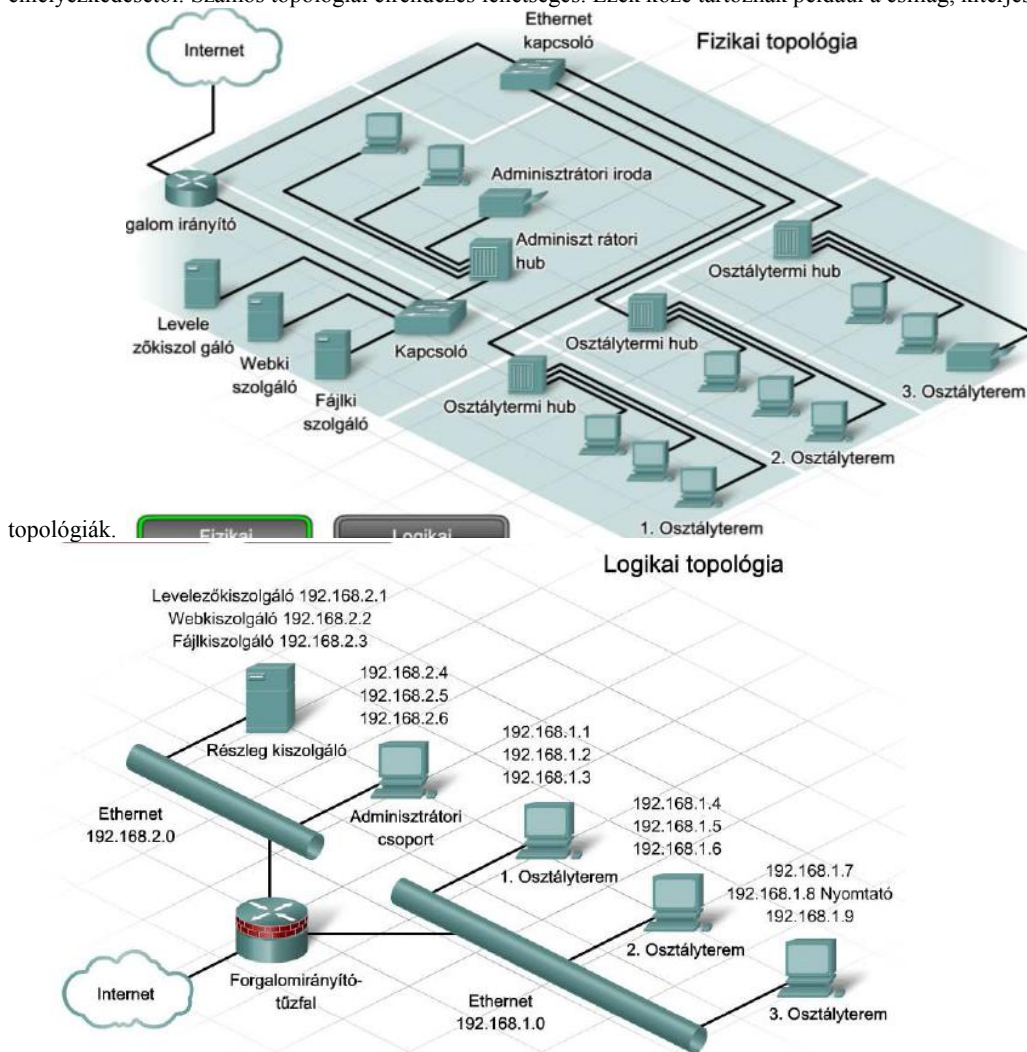 Internet
Ethernet
kapcsoló
Fizikai topológia
galom irányító
Adminisztrátori iroda
Adminiszt rátori
hub
Osztálytermi hub
Levele
zőkiszol gáló
Webki
szolgáló
Fájlki
szolgáló
Kapcsoló
Osztálytermi hub
Osztálytermi hub
3. Osztályterem
2. Osztályterem
1. Osztályterem
topológiák.
Fizikai
Logikai
Logikai topológia
Levelezőkiszolgáló 192.168.2.1
Webkiszolgáló 192.168.2.2
Fájlkiszolgáló 192.168.2.3
192.168.2.4
192.168.2.5
192.168.2.6
Részleg kiszolgáló
192.168.1.1
192.168.1.2
192.168.1.3
Ethernet
192.168.2.0
Adminisztrátori
csoport
192.168.1.4
192.168.1.5
192.168.1.6
1. Osztályterem
192.168.1.7
192.168.1.8 Nyomtató
192.168.1.9
2. Osztályterem
Internet
Forgalomirányító-
tűzfal
Ethernet
192.168.1.0
3. Osztályterem